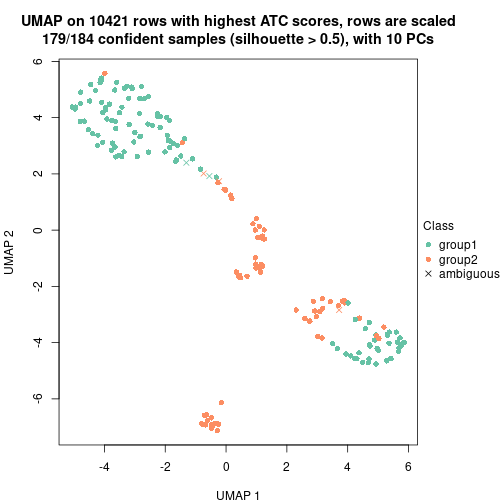 UMAP on 10421 rows with highest ATC scores, rows are scaled
179/184 confident samples (silhouette > 0.5), with 10 PCs
6
4
2
0
-2
-4
-6
UMAP 2
Class
group1
group2
ambiguous
-4
-2
0
2
4
6
UMAP 1